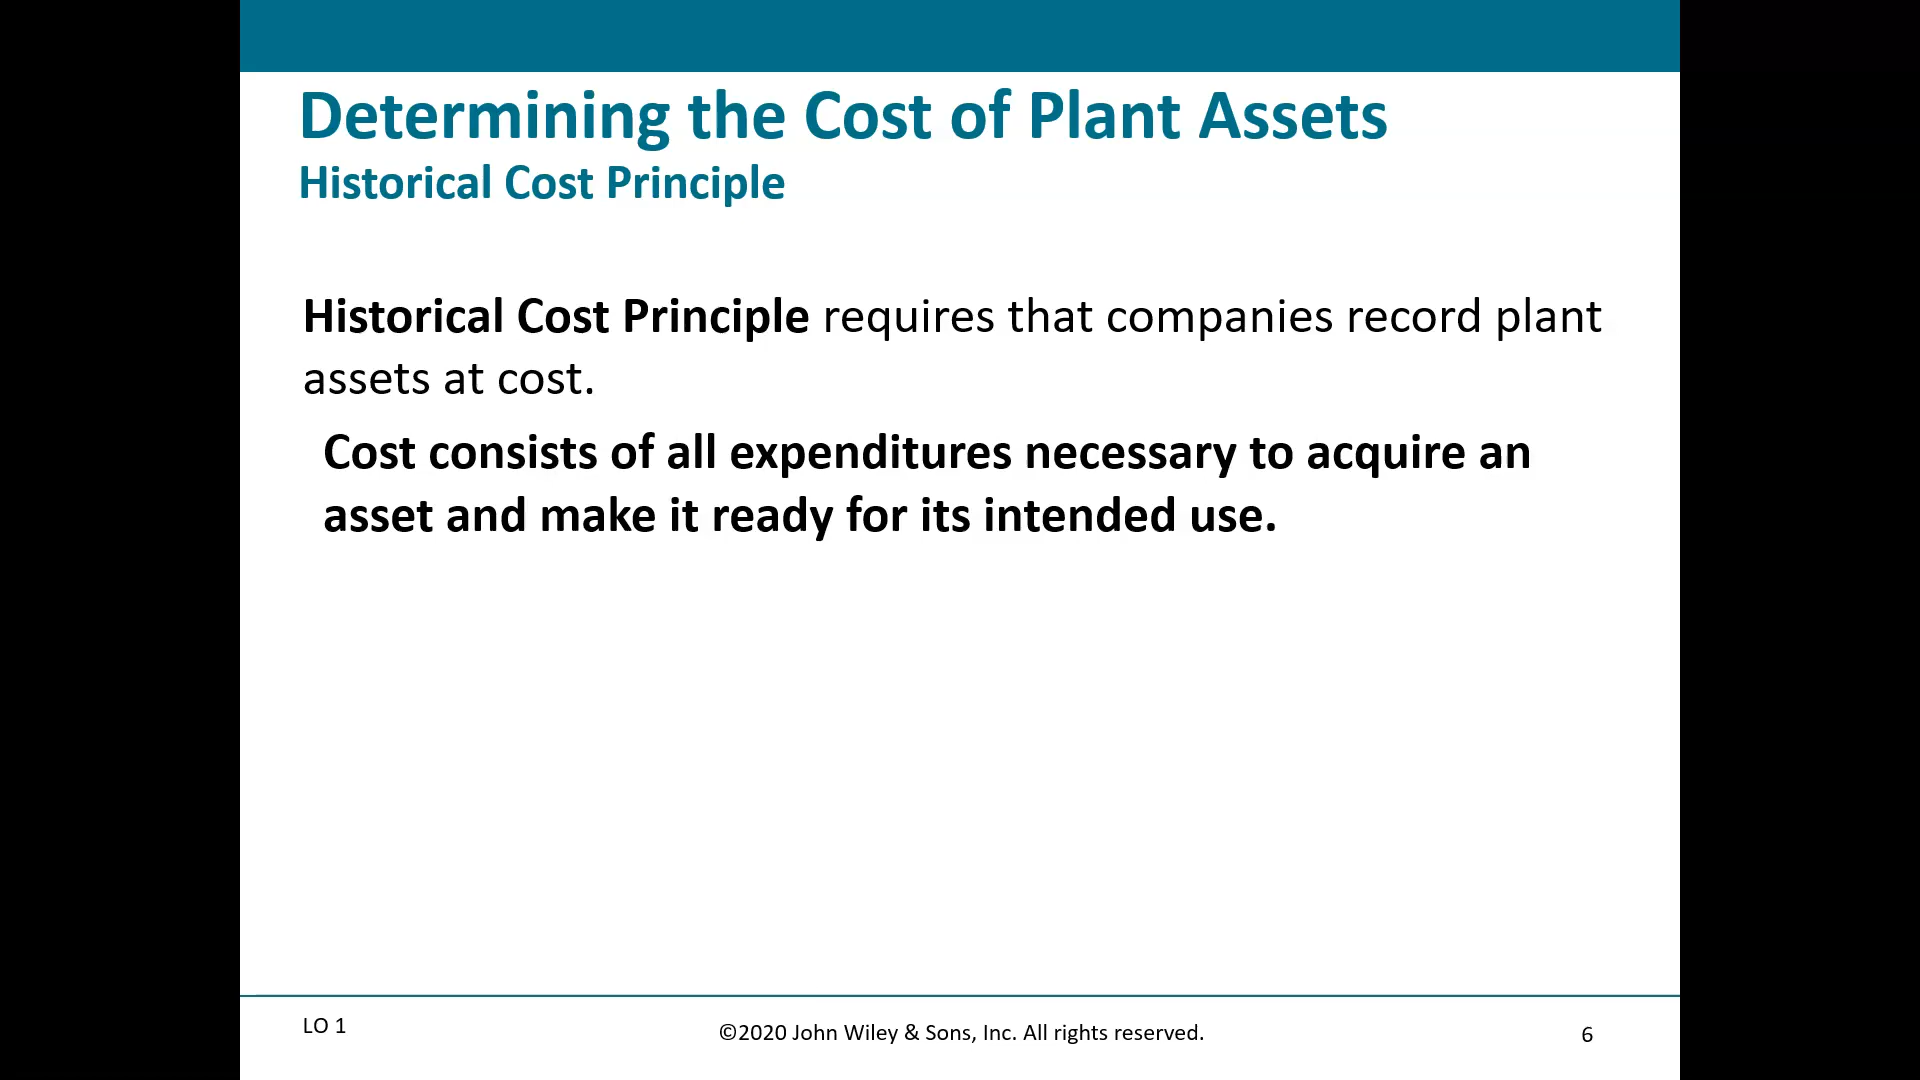 Determining the Cost of Plant Assets
Historical Cost Principle
Historical Cost Principle requires that companies record plant
assets at cost.
Cost consists of all expenditures necessary to acquire an
asset and make it ready for its intended use.
LO 1
©2020 John Wiley & Sons, Inc. All rights reserved.
6